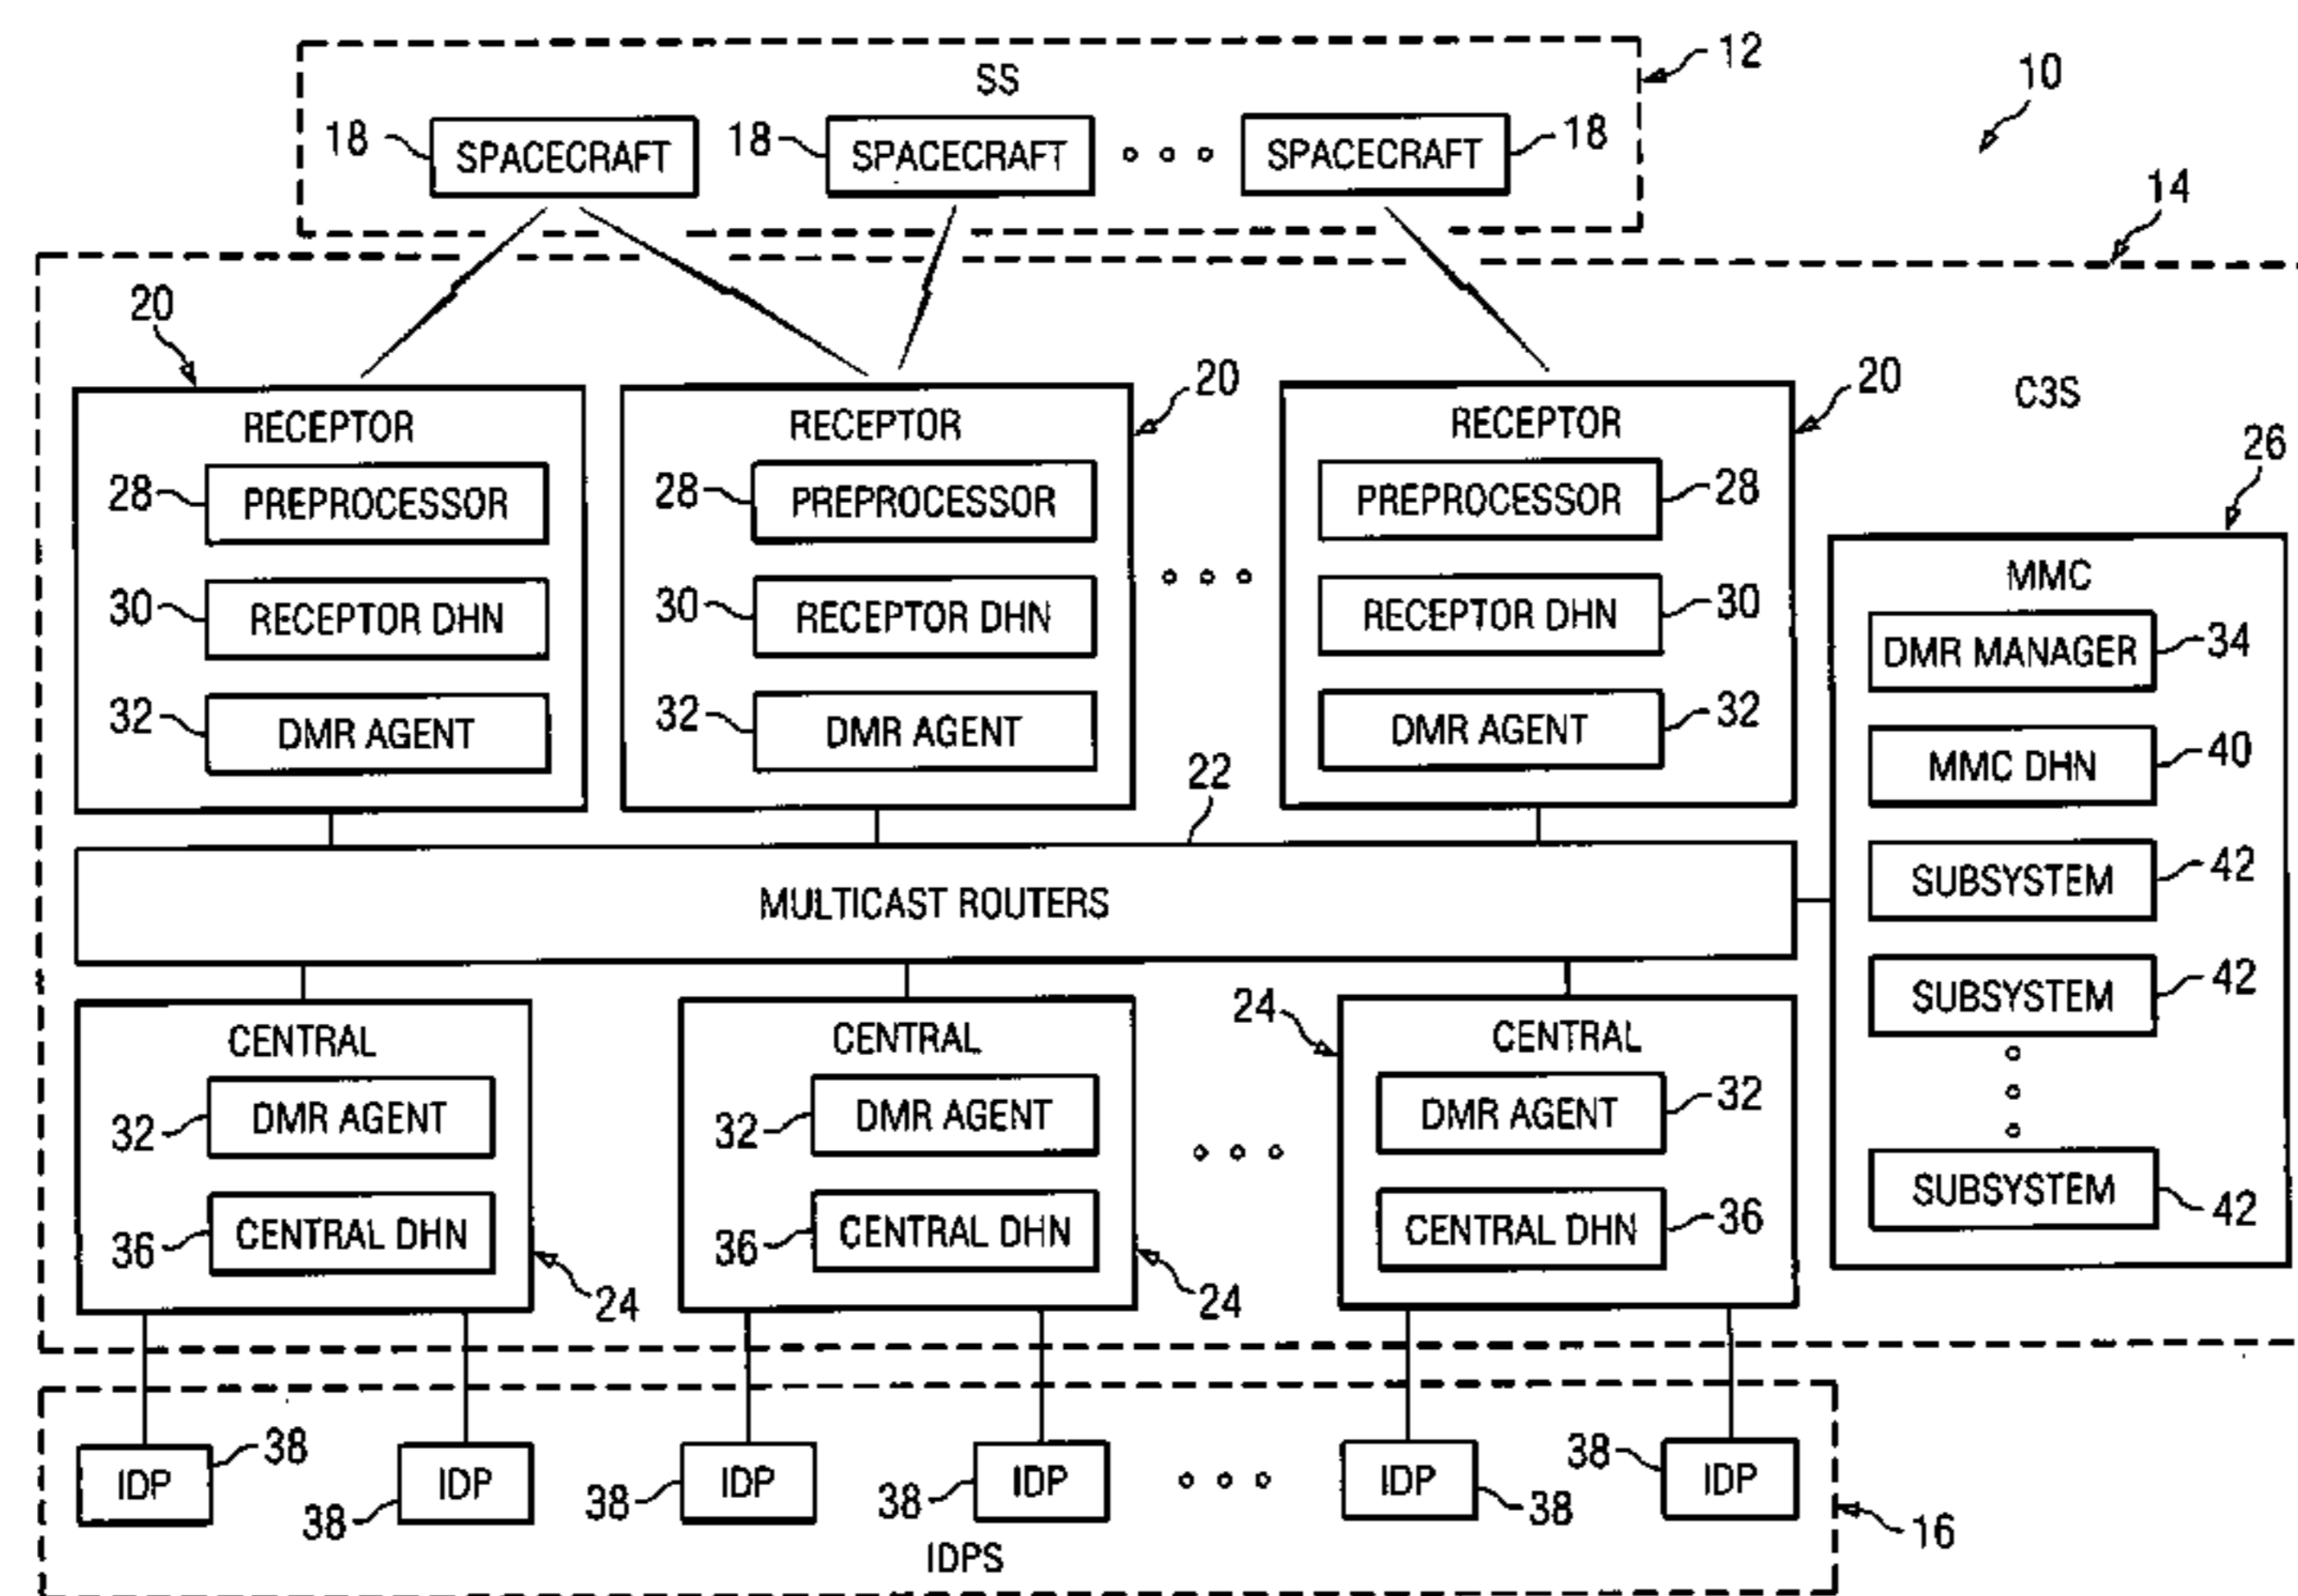 SS
12
10
18 SPACECRAFT 18 SPACECRAFT SPACECRAFT 18
14
20 20 20 C3S
RECEPTOR RECEPTOR RECEPTOR
26
28 PREPROCESSOR 28 PREPROCESSOR PREPROCESSOR 28
MMC
30 RECEPTOR DHN 30 RECEPTOR DHN RECEPTOR DHN 30
DMR MANAGER 34
32 DMR AGENT 32 DMR AGENT DMR AGENT 32
MMC DHN 40
22
MULTICAST ROUTERS
SUBSYSTEM 42
SUBSYSTEM 42
24
CENTRAL CENTRAL CENTRAL
32 DMR AGENT 32 DMR AGENT DMR AGENT 32
SUBSYSTEM 42
36 CENTRAL DHN 36 CENTRAL DHN CENTRAL DHN 36
24 24
IDP 38 38 IDP 38 IDP 38 IDP IDP 38 38 IDP
16
IDPS